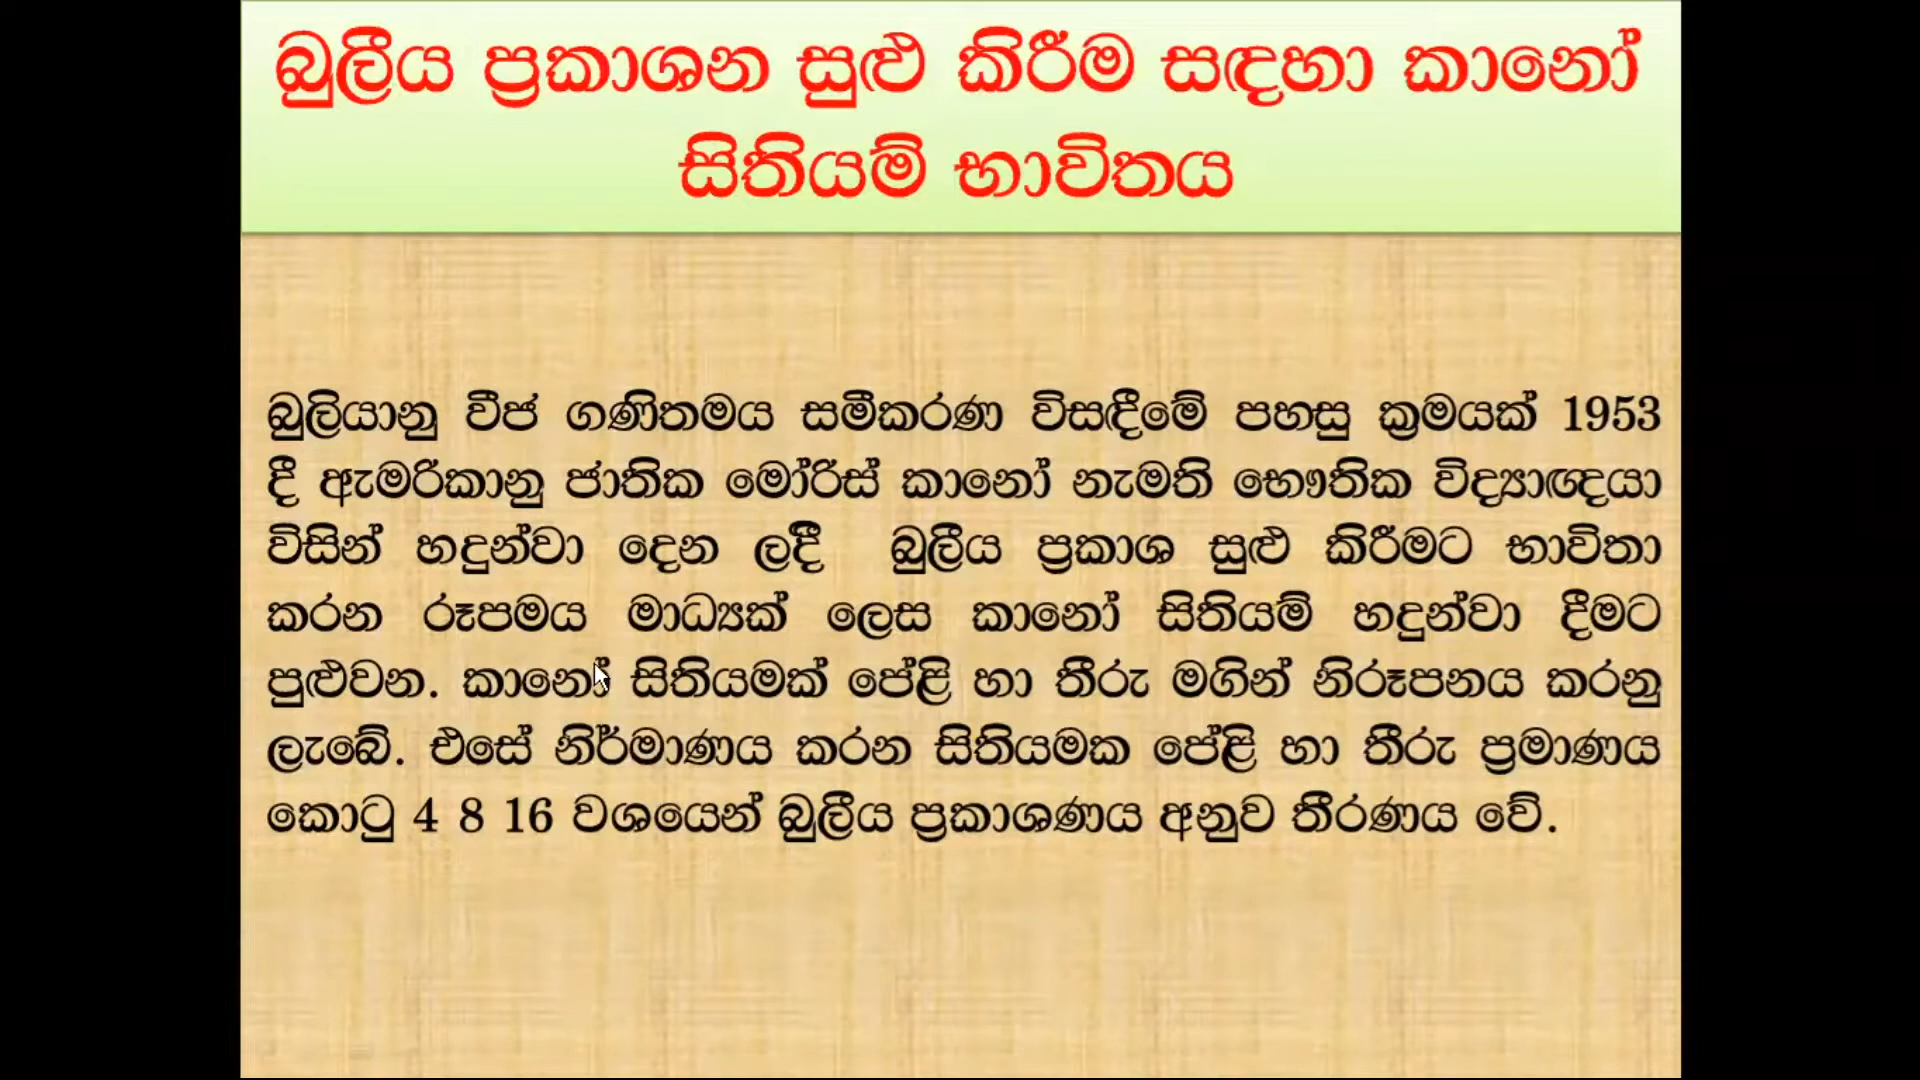 බූලීය ප්‍රකාශන සුළු කිරීම සඳහා කානෝ
සිතියම් භාවිතය
බුලියානු වීජ ගණිතමය සමීකරණ විසඳීමේ පහසු ක්‍රමයක් 1953
දී ඇමරිකානු ජාතික මෝරිස් කානෝ නැමති භෞතික විද්‍යාඥයා
විසින් හදුන්වා දෙන ලදී බූලීය ප්‍රකාශ සුළු කිරීමට භාවිතා
කරන රූපමය මාධ්‍යක් ලෙස කානෝ සිතියම් හදුන්වා දීමට
පුළුවන. කානෝ සිතියමක් පේළි හා තීරු මගින් නිරූපනය කරනු
ලැබේ. එසේ නිර්මාණය කරන සිතියමක පේළි හා තීරු ප්‍රමාණය
කොටු 4 8 16 වශයෙන් බූලීය ප්‍රකාශණය අනුව තීරණය වේ.